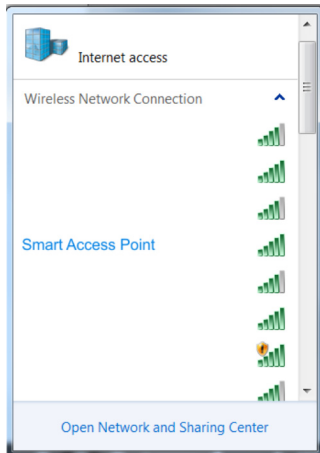 Internet access
Wireless Network Connection
Smart Access Point
Open Network and Sharing Center